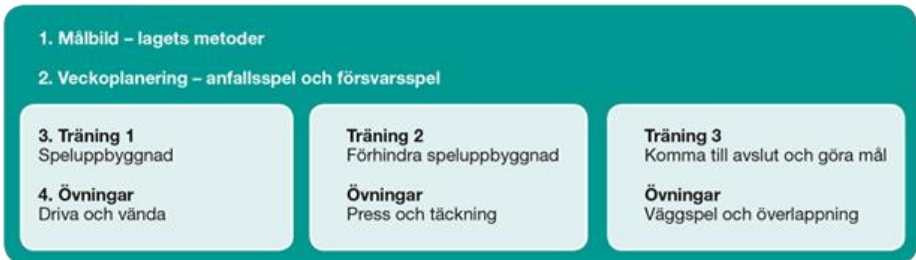 1. Målbild – lagets metoder
2. Veckoplanering – anfallsspel och försvarsspel
3. Träning 1
Speluppbyggnad
4. Övningar
Driva och vända
Träning 2
Förhindra speluppbyggnad
Övningar
Press och täckning
Träning 3
Komma till avslut och göra mål
Övningar
Väggspel och överlappning